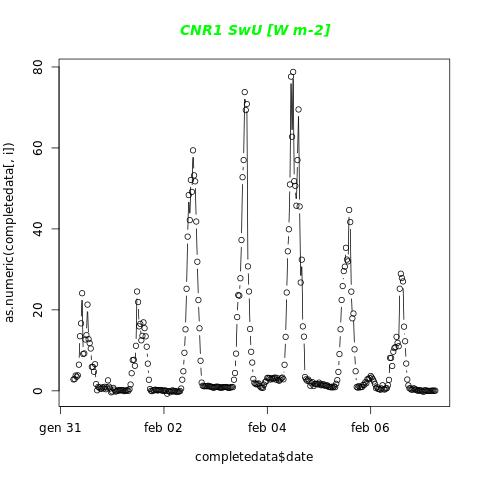 CNR1 SwU [W m-2]
as.numeric(completedata[, i])
80
60
40
20
0
gen 31 feb 02 feb 04 feb 06
completedata$date